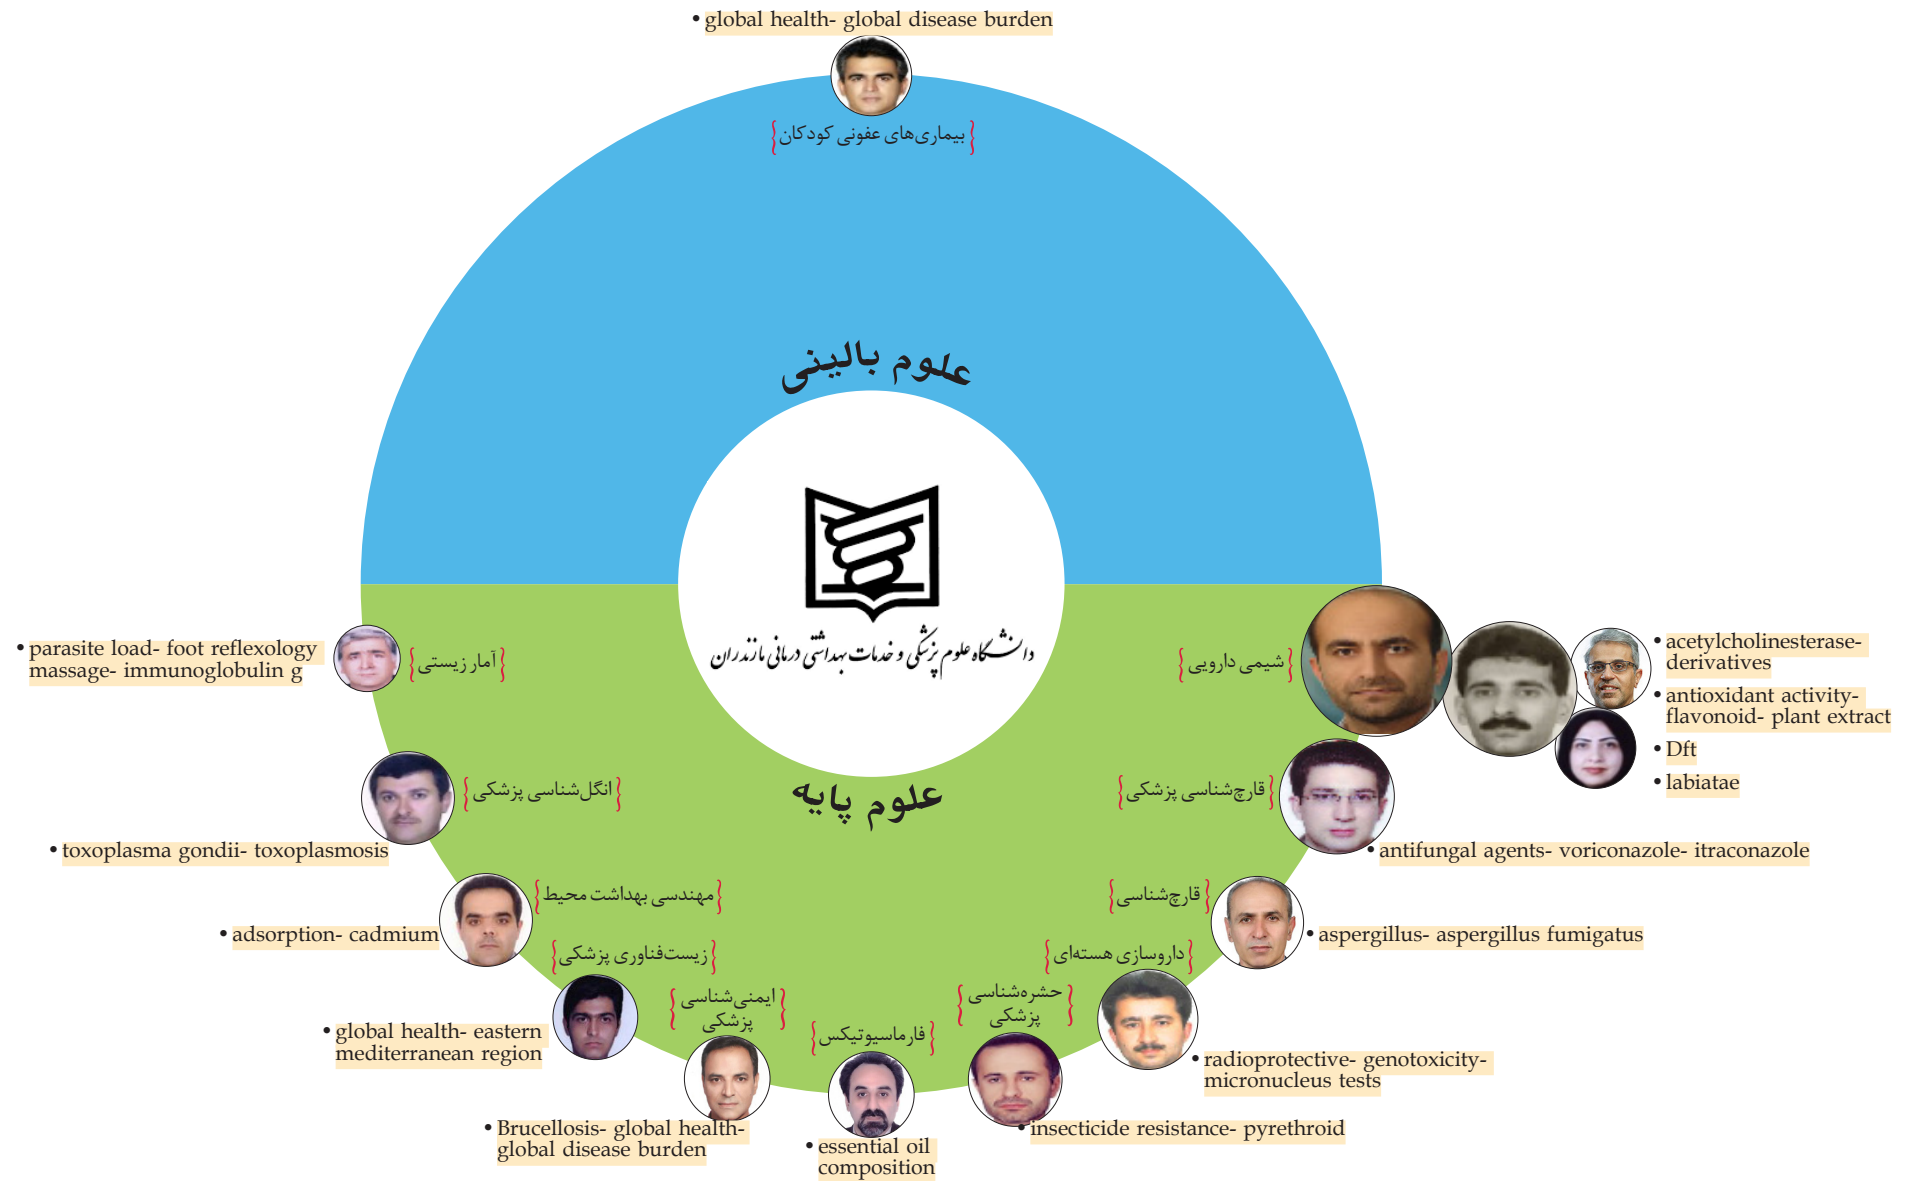 • global health- global disease burden
{بیماری‌های عفونی کودکان}
علوم بالینی
دانشگاه علوم پزشکی و خدمات بهداشتی درمانی مازندران
علوم پایه
{شیمی دارویی}
• acetylcholinesterase-
derivatives
• antioxidant activity-
flavonoid- plant extract
• Dft
• labiatae
{قارچ‌شناسی پزشکی}
• antifungal agents- voriconazole- itraconazole
{قارچ‌شناسی}
• aspergillus- aspergillus fumigatus
{داروسازی هسته‌ای}
• radioprotective- genotoxicity-
micronucleus tests
{حشره‌شناسی
پزشکی}
• insecticide resistance- pyrethroid
{فارماسیوتیکس}
• essential oil
composition
{ایمنی‌شناسی
پزشکی}
• Brucellosis- global health-
global disease burden
{زیست‌فناوری پزشکی}
• global health- eastern
mediterranean region
{مهندسی بهداشت محیط}
• adsorption- cadmium
{انگل‌شناسی پزشکی}
• toxoplasma gondii- toxoplasmosis
{آمار زیستی}
• parasite load- foot reflexology
massage- immunoglobulin g